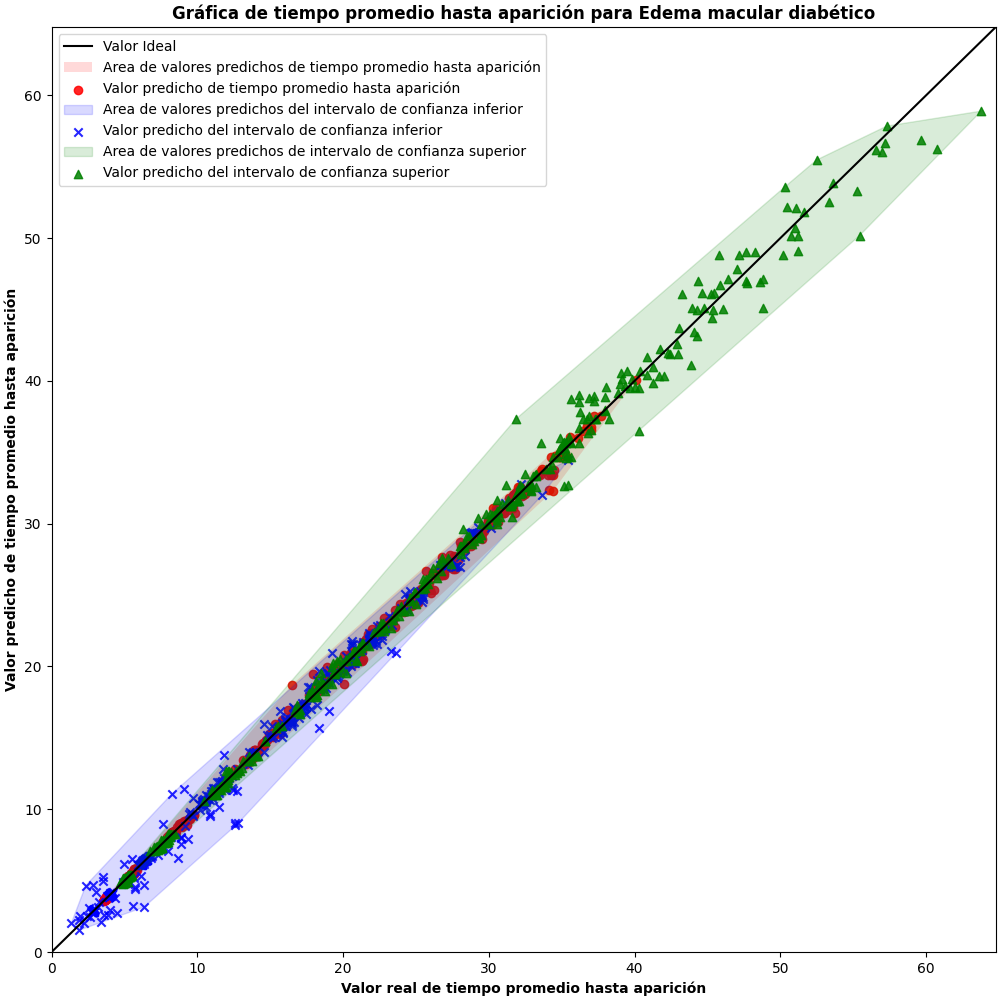 Gráfica de tiempo promedio hasta aparición para Edema macular diabético
Valor Ideal
Area de valores predichos de tiempo promedio hasta aparición
Valor predicho de tiempo promedio hasta aparición
Area de valores predichos del intervalo de confianza inferior
Valor predicho del intervalo de confianza inferior
Area de valores predichos de intervalo de confianza superior
Valor predicho del intervalo de confianza superior
Valor predicho de tiempo promedio hasta aparición
60
50
40
30
20
10
0
0 10 20 30 40 50 60
Valor real de tiempo promedio hasta aparición